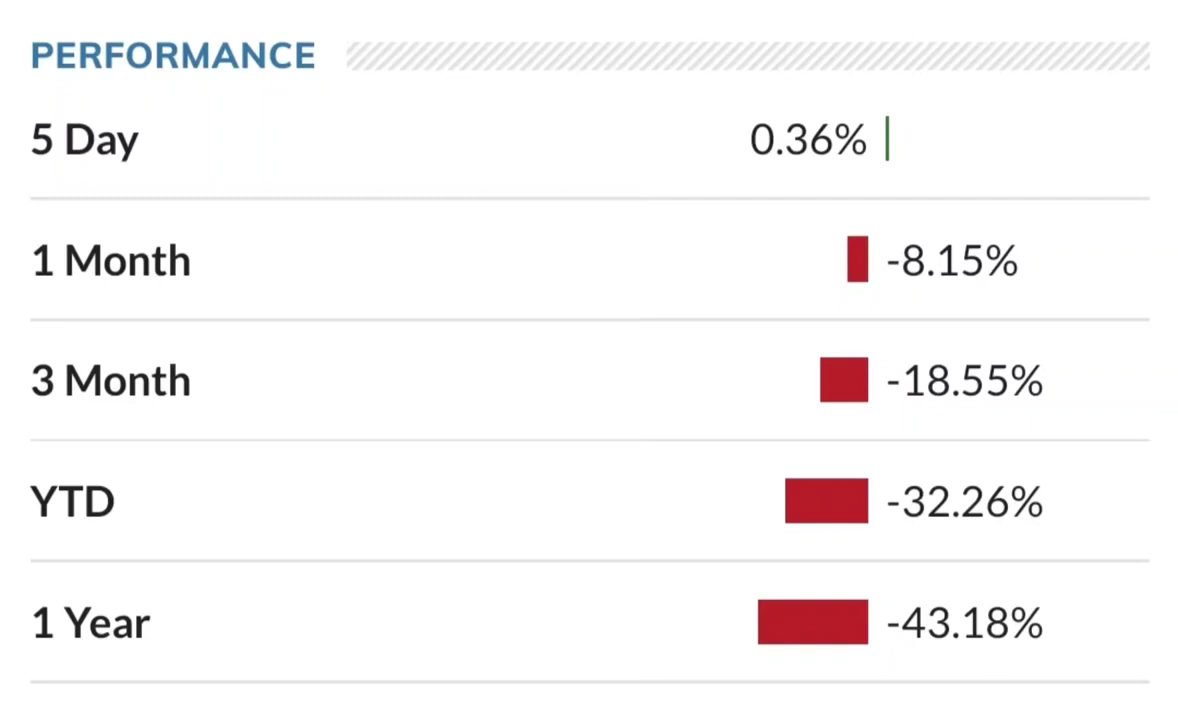 PERFORMANCE
5 Day 0.36%
1 Month -8.15%
3 Month -18.55%
YTD -32.26%
1 Year -43.18%